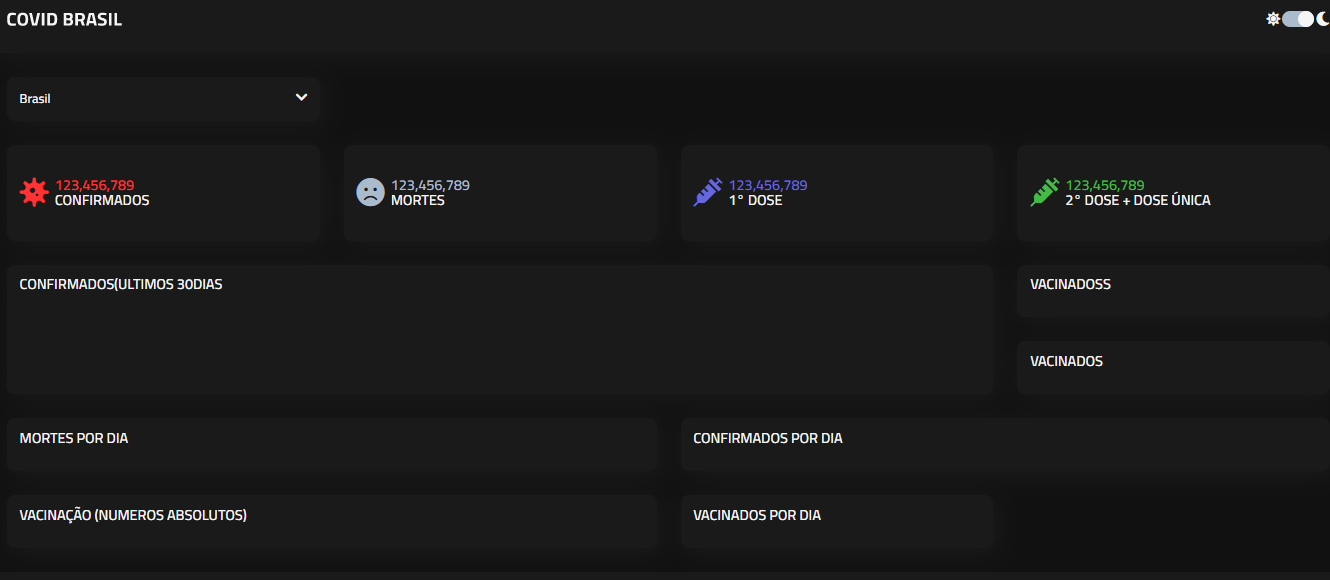 COVID BRASIL
Brasil
123,456,789
CONFIRMADOS
123,456,789
MORTES
123,456,789
1° DOSE
123,456,789
2° DOSE + DOSE ÚNICA
CONFIRMADOS(ULTIMOS 30DIAS
VACINADOSS
VACINADOS
MORTES POR DIA
CONFIRMADOS POR DIA
VACINAÇÃO (NUMEROS ABSOLUTOS)
VACINADOS POR DIA